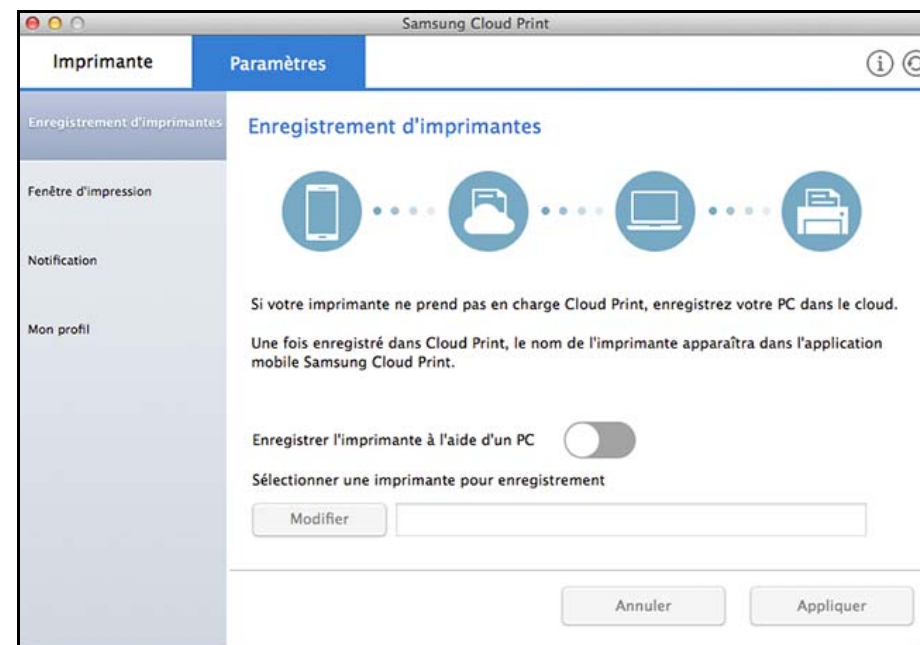 Samsung Cloud Print
Imprimante
Paramètres
Enregistrement d'imprimantes
Fenêtre d'impression
Notification
Mon profil
Enregistrement d'imprimantes
Si votre imprimante ne prend pas en charge Cloud Print, enregistrez votre PC dans le cloud.
Une fois enregistré dans Cloud Print, le nom de l'imprimante apparaîtra dans l'application
mobile Samsung Cloud Print.
Enregistrer l'imprimante à l'aide d'un PC
Sélectionner une imprimante pour enregistrement
Modifier
Annuler
Appliquer